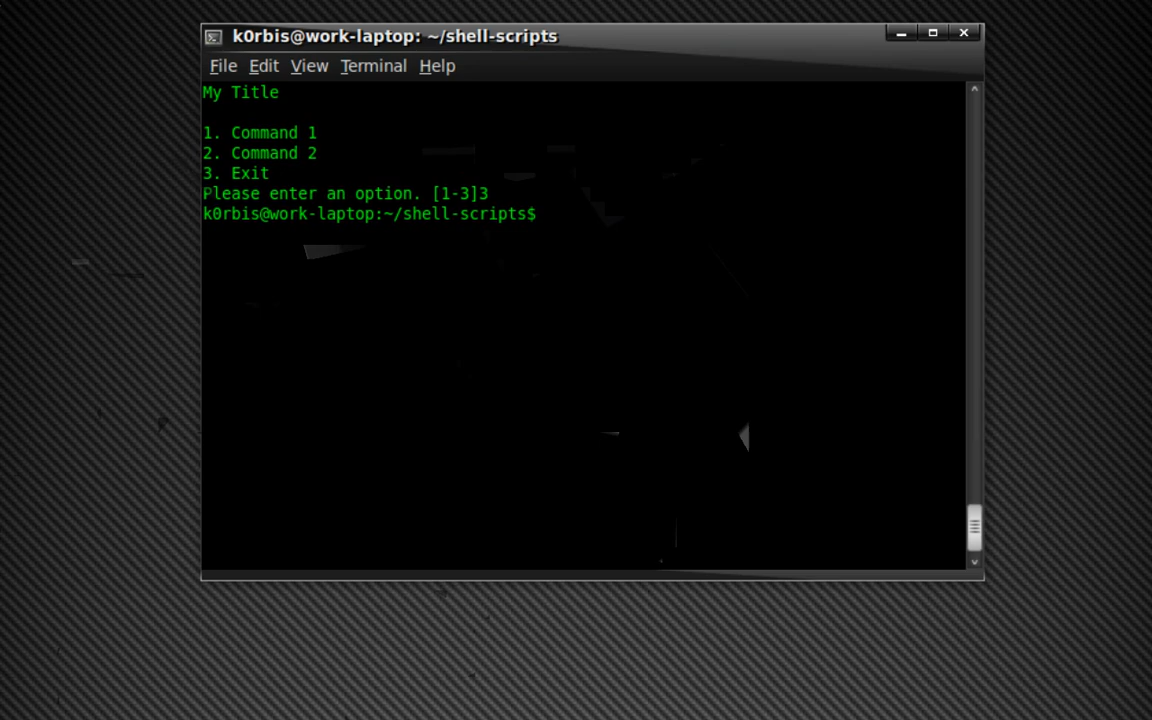 k0rbis@work-laptop: ~/shell-scripts
File Edit View Terminal Help
My Title
1. Command 1
2. Command 2
3. Exit
Please enter an option. [1-3]3
k0rbis@work-laptop:~/shell-scripts$